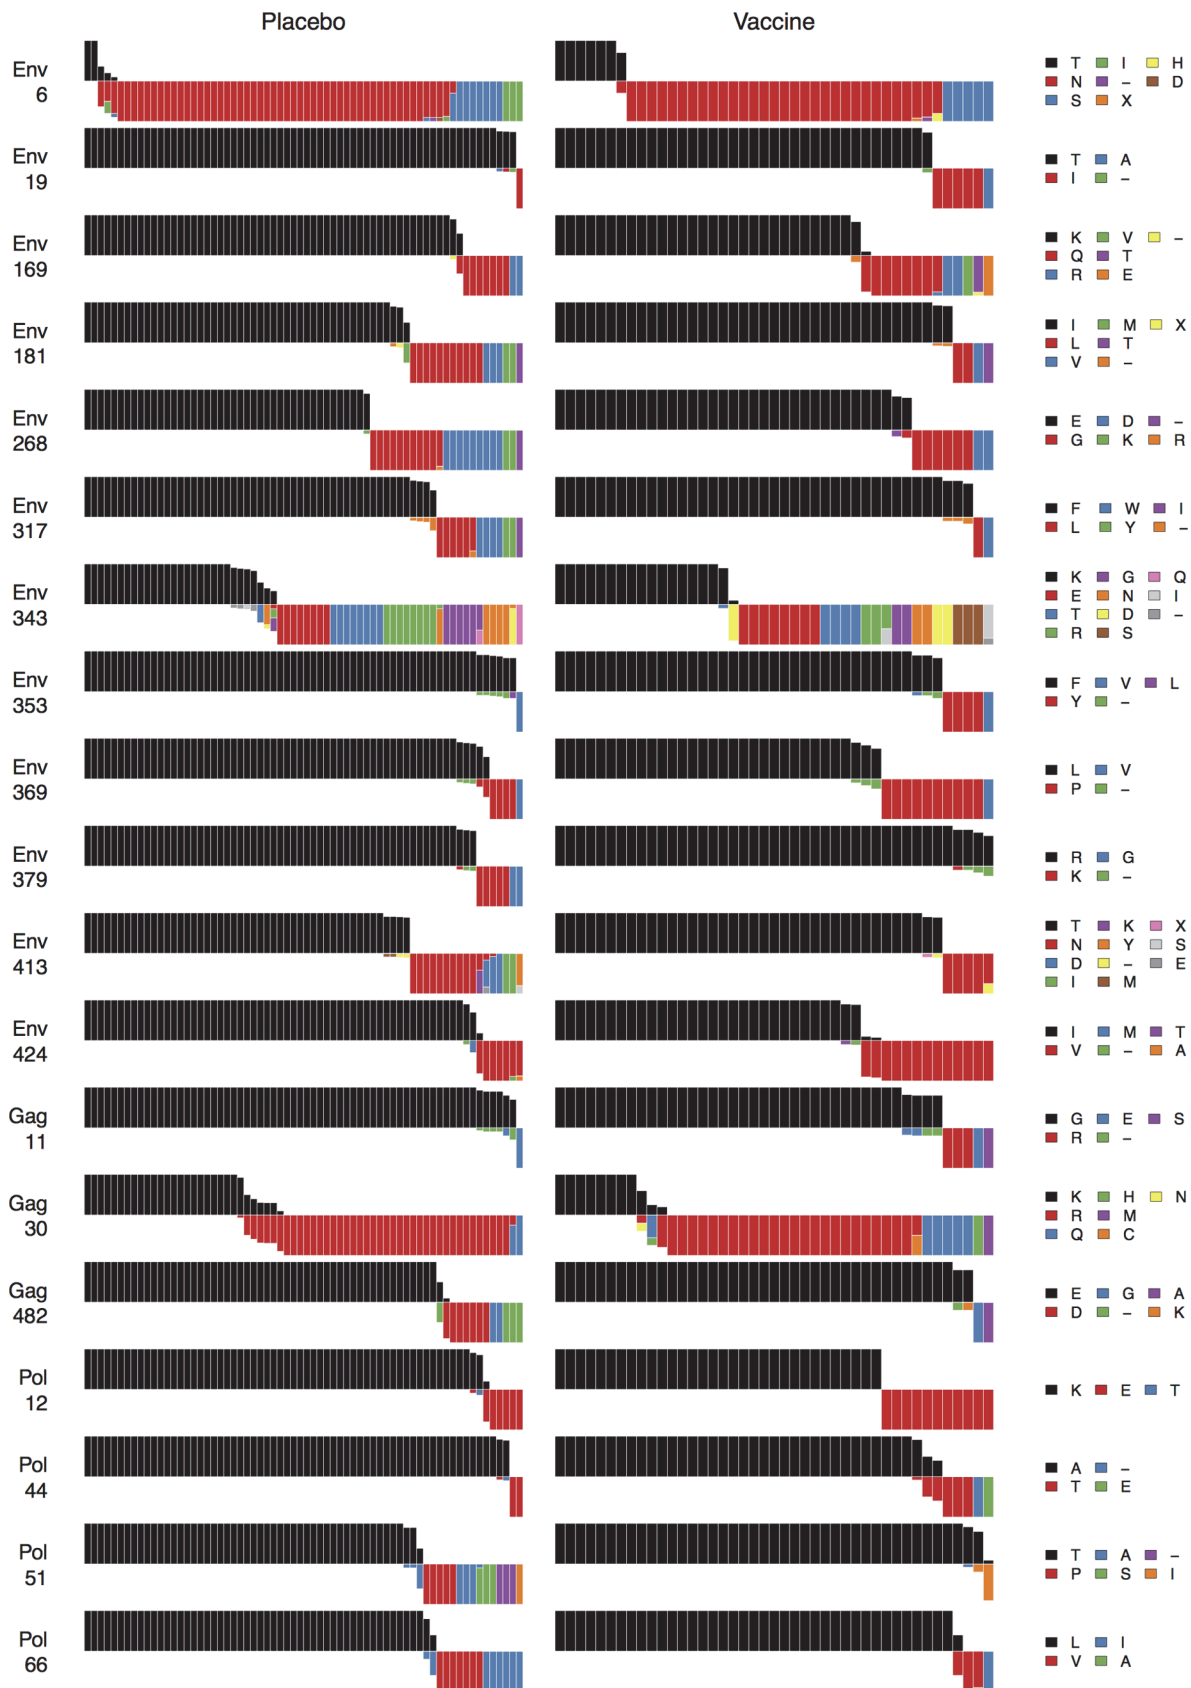 Placebo Vaccine
Env
6
T I H
N – D
S X
Env
19
T A
I –
Env
169
K V –
Q T
R E
Env
181
I M X
L T
V –
Env
268
E D –
G K R
Env
317
F W I
L Y –
Env
343
K G Q
E N I
T D –
R S
Env
353
F V L
Y –
Env
369
L V
P –
Env
379
R G
K –
Env
413
T K X
N Y S
D – E
I M
Env
424
I M T
V – A
Gag
11
G E S
R –
Gag
30
K H N
R M
Q C
Gag
482
E G A
D – K
Pol
12
K E T
Pol
44
A –
T E
Pol
51
T A –
P S I
Pol
66
L I
V A